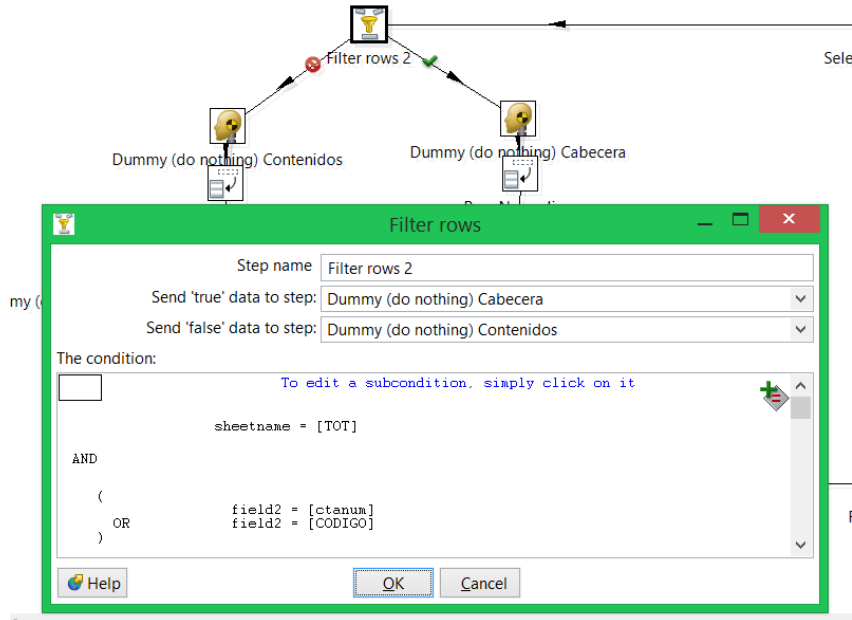 Filter rows 2
Sele
Dummy (do nothing) Contenidos
Dummy (do nothing) Cabecera
my (
Filter rows
Step name Filter rows 2
Send 'true' data to step: Dummy (do nothing) Cabecera
Send 'false' data to step: Dummy (do nothing) Contenidos
The condition:
To edit a subcondition, simply click on it
sheetname = [TOT]
AND
(
field2 = [ctanum]
OR field2 = [CODIGO]
)
Help OK Cancel